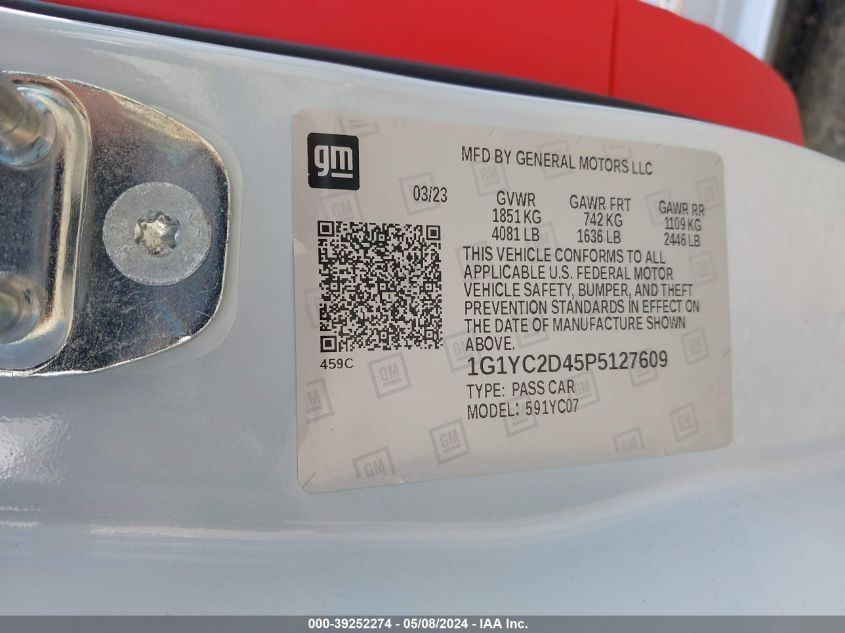 gm
MFD BY GENERAL MOTORS LLC
03/23
GVWR GAWR FRT GAWR RR
1851 KG 742 KG 1109 KG
4081 LB 1636 LB 2446 LB
THIS VEHICLE CONFORMS TO ALL
APPLICABLE U.S. FEDERAL MOTOR
VEHICLE SAFETY, BUMPER, AND THEFT
PREVENTION STANDARDS IN EFFECT ON
THE DATE OF MANUFACTURE SHOWN
ABOVE.
459C
1G1YC2D45P5127609
TYPE: PASS CAR
MODEL: 591YC07
GM GM GM
000-39252274 - 05/08/2024 - IAA Inc.